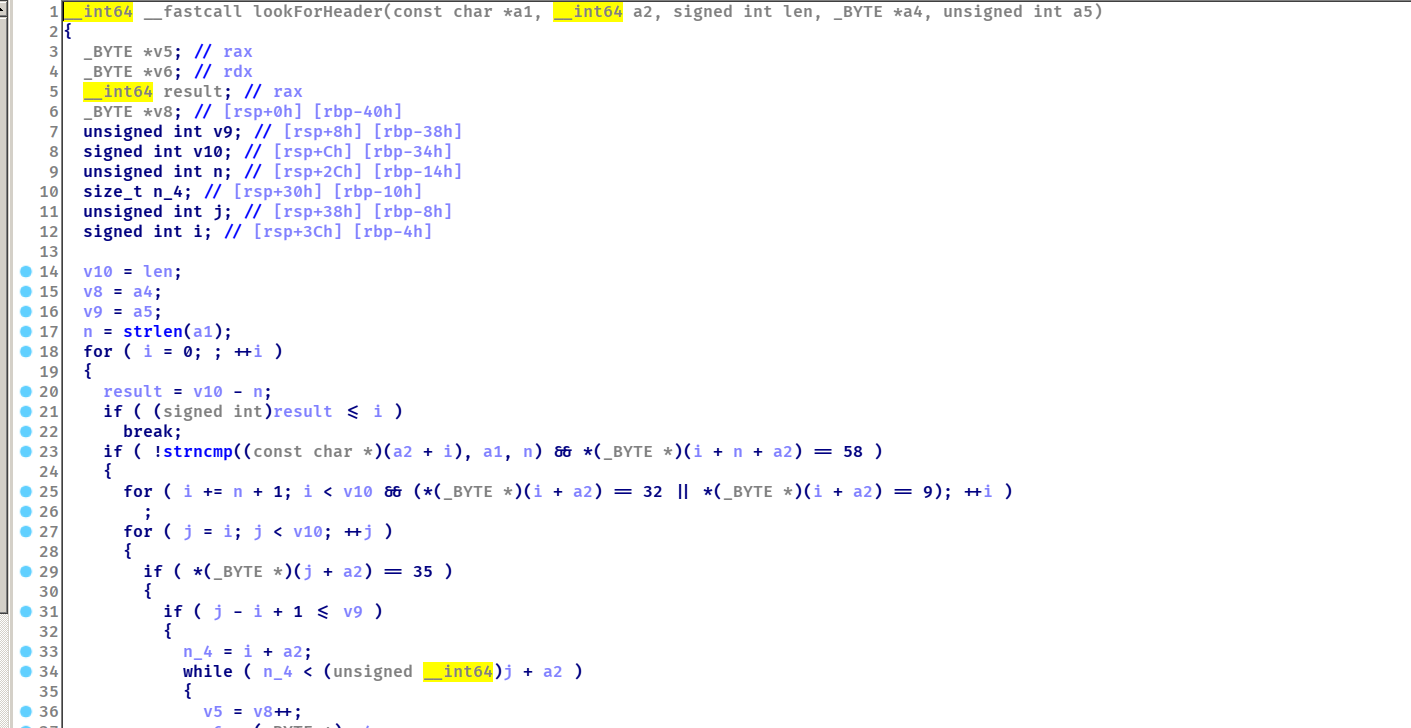 1 __int64 __fastcall lookForHeader(const char *a1, __int64 a2, signed int len, _BYTE *a4, unsigned int a5)
2 {
3 _BYTE *v5; // rax
4 _BYTE *v6; // rdx
5 __int64 result; // rax
6 _BYTE *v8; // [rsp+0h] [rbp-40h]
7 unsigned int v9; // [rsp+8h] [rbp-38h]
8 signed int v10; // [rsp+Ch] [rbp-34h]
9 unsigned int n; // [rsp+2Ch] [rbp-14h]
10 size_t n_4; // [rsp+30h] [rbp-10h]
11 unsigned int j; // [rsp+38h] [rbp-8h]
12 signed int i; // [rsp+3Ch] [rbp-4h]
13
14 v10 = len;
15 v8 = a4;
16 v9 = a5;
17 n = strlen(a1);
18 for ( i = 0; ; ++i )
19 {
20 result = v10 - n;
21 if ( (signed int)result <= i )
22 break;
23 if ( !strncmp((const char *)(a2 + i), a1, n) && *(_BYTE *)(i + n + a2) == 58 )
24 {
25 for ( i += n + 1; i < v10 && (*(_BYTE *)(i + a2) == 32 || *(_BYTE *)(i + a2) == 9); ++i )
26 ;
27 for ( j = i; j < v10; ++j )
28 {
29 if ( *(_BYTE *)(j + a2) == 35 )
30 {
31 if ( j - i + 1 <= v9 )
32 {
33 n_4 = i + a2;
34 while ( n_4 < (unsigned __int64)j + a2 )
35 {
36 v5 = v8++;